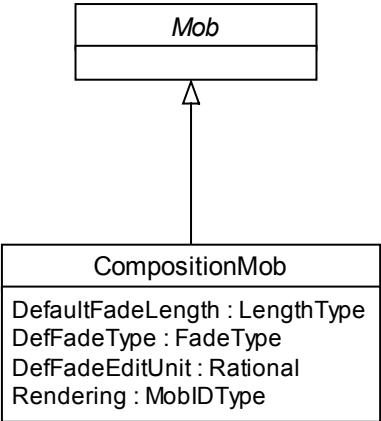 Mob
CompositionMob
DefaultFadeLength : LengthType
DefFadeType : FadeType
DefFadeEditUnit : Rational
Rendering : MobIDType